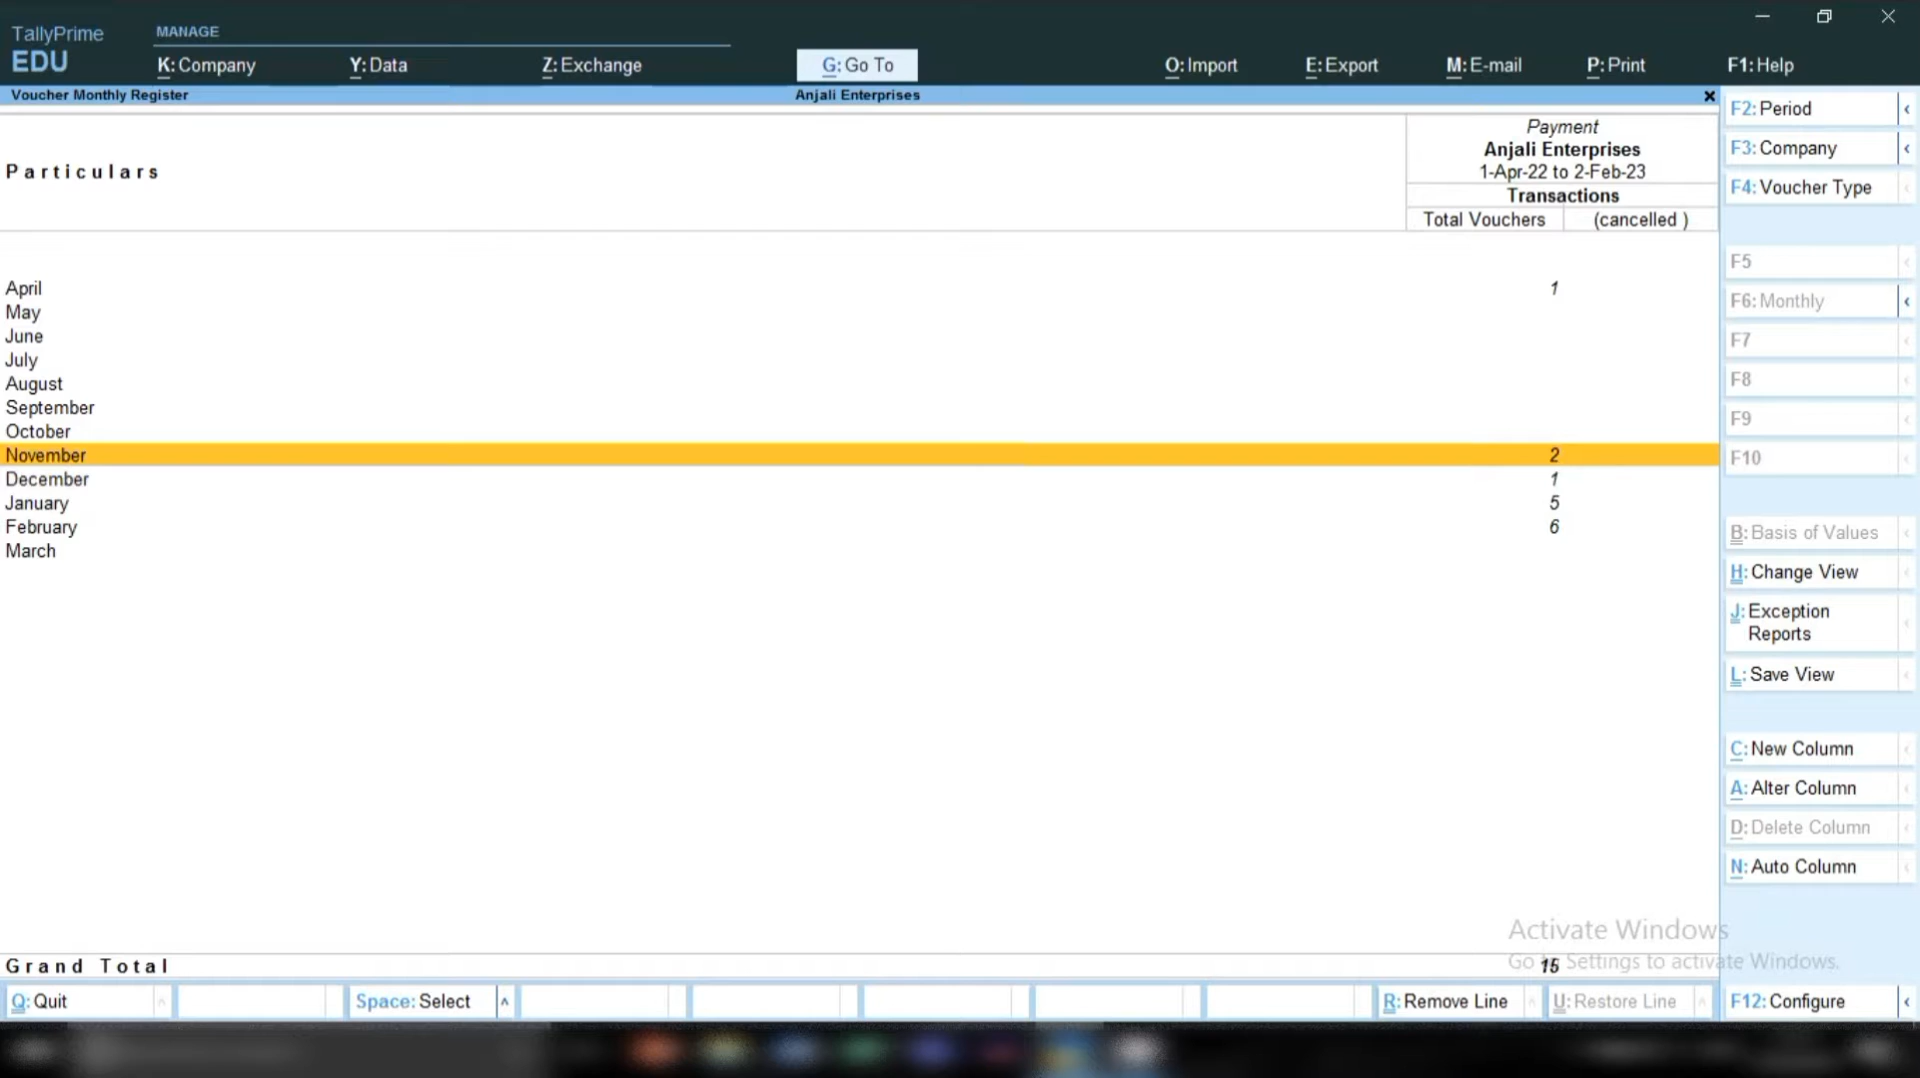 TallyPrime
EDU
MANAGE
K: Company
Y: Data
Z: Exchange
G: Go To
O: Import
E: Export
M: E-mail
P: Print
F1: Help
Voucher Monthly Register
Anjali Enterprises
Particulars
Payment
Anjali Enterprises
1-Apr-22 to 2-Feb-23
Transactions
Total Vouchers (cancelled )
April 1
May
June
July
August
September
October
November 2
December 1
January 5
February 6
March
Grand Total 15
F2: Period
F3: Company
F4: Voucher Type
F5
F6: Monthly
F7
F8
F9
F10
B: Basis of Values
H: Change View
J: Exception
Reports
L: Save View
C: New Column
A: Alter Column
D: Delete Column
N: Auto Column
Activate Windows
Go to Settings to activate Windows.
Q: Quit
Space: Select
R: Remove Line
U: Restore Line
F12: Configure